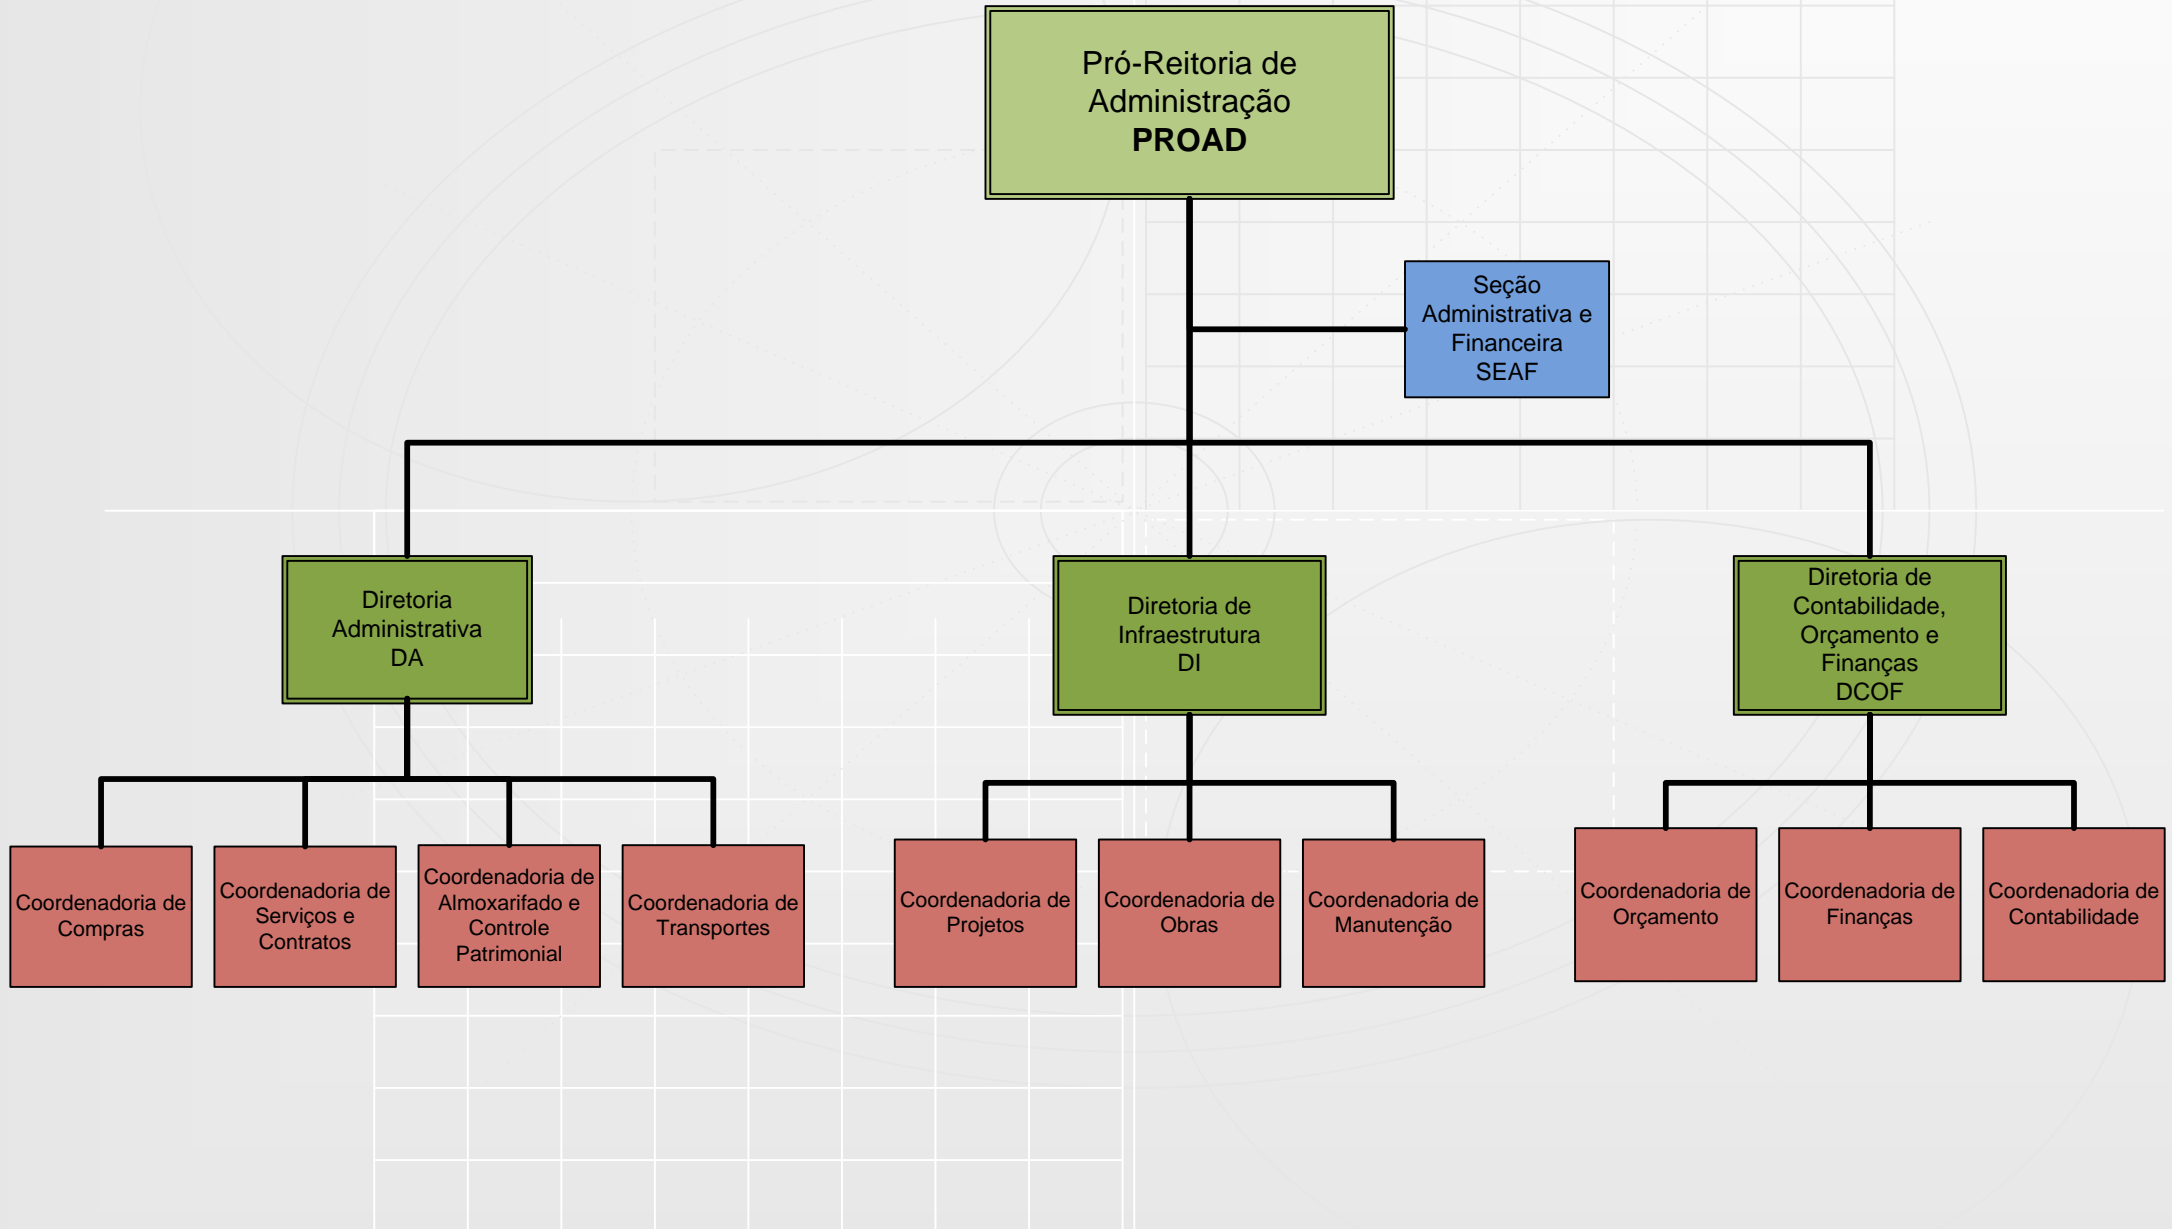 Pró-Reitoria de
Administração
PROAD
Seção
Administrativa e
Financeira
SEAF
Diretoria
Administrativa
DA
Diretoria de
Infraestrutura
DI
Diretoria de
Contabilidade,
Orçamento e
Finanças
DCOF
Coordenadoria de
Compras
Coordenadoria de
Serviços e
Contratos
Coordenadoria de
Almoxarifado e
Controle
Patrimonial
Coordenadoria de
Transportes
Coordenadoria de
Projetos
Coordenadoria de
Obras
Coordenadoria de
Manutenção
Coordenadoria de
Orçamento
Coordenadoria de
Finanças
Coordenadoria de
Contabilidade